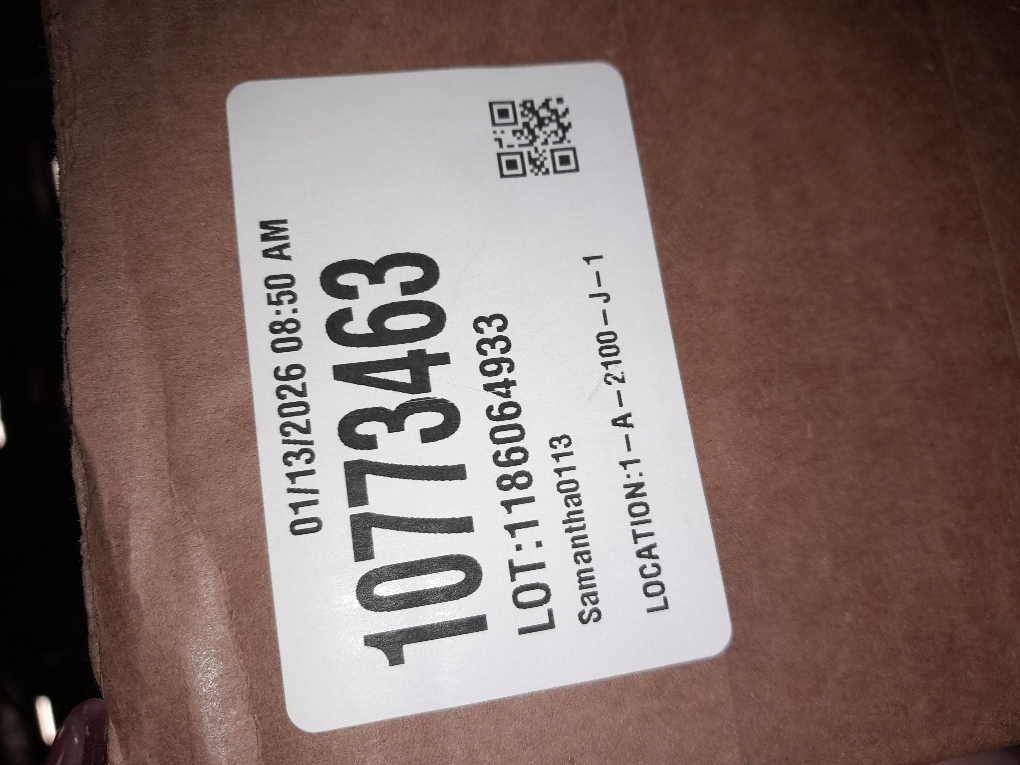 01/13/2026 08:50 AM
10773463
LOT:1186064933
Samantha0113
LOCATION:1-A-2100-J-1